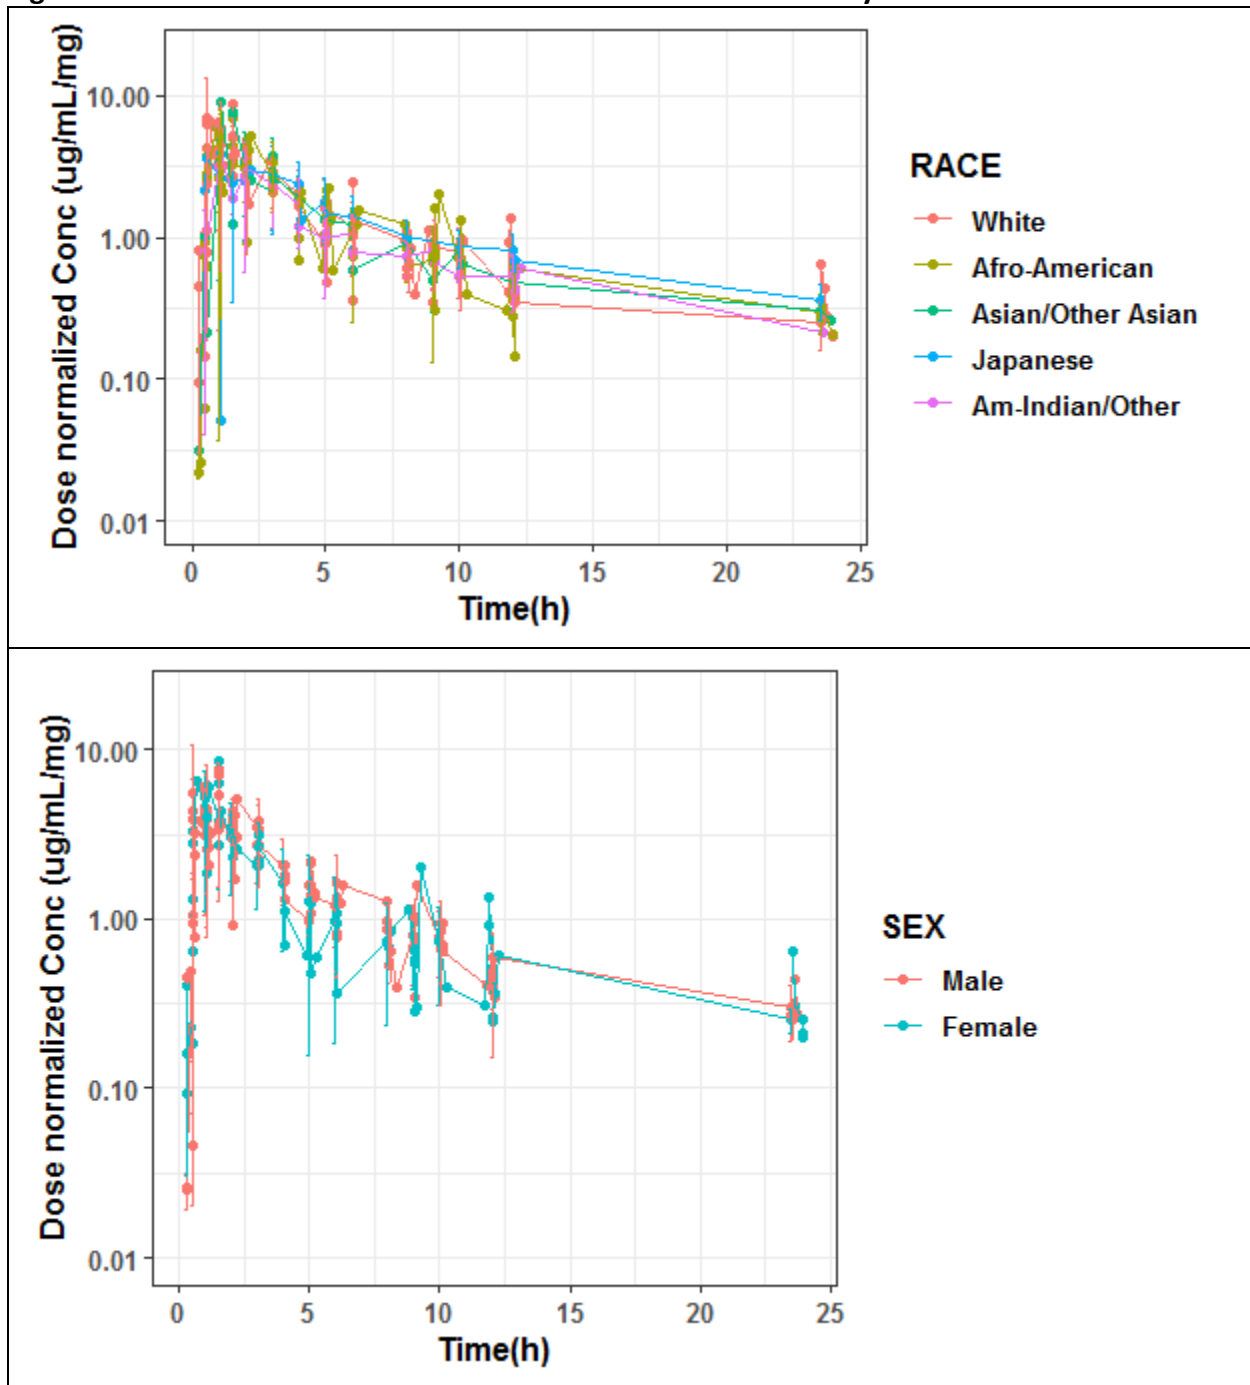 Dose normalized Conc (ug/mL/mg)
10.00
1.00
0.10
0.01
0 5 10 15 20 25
Time(h)
RACE
White
Afro-American
Asian/Other Asian
Japanese
Am-Indian/Other
Dose normalized Conc (ug/mL/mg)
10.00
1.00
0.10
0.01
0 5 10 15 20 25
Time(h)
SEX
Male
Female